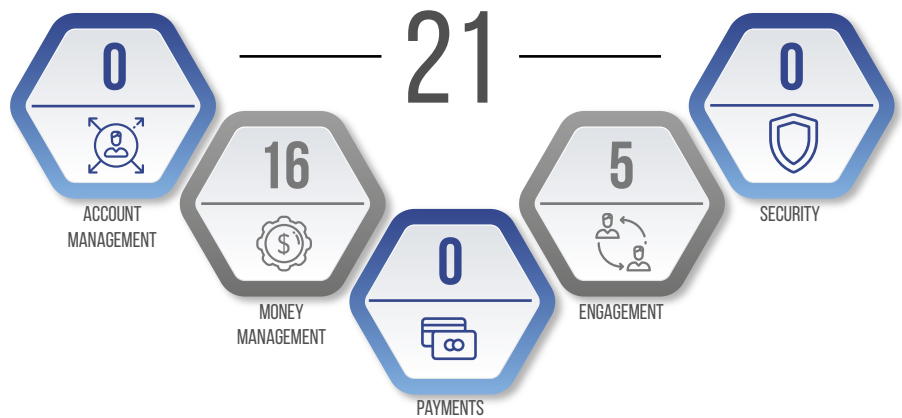 21
0
ACCOUNT
MANAGEMENT
16
$
MONEY
MANAGEMENT
0
PAYMENTS
5
ENGAGEMENT
0
SECURITY